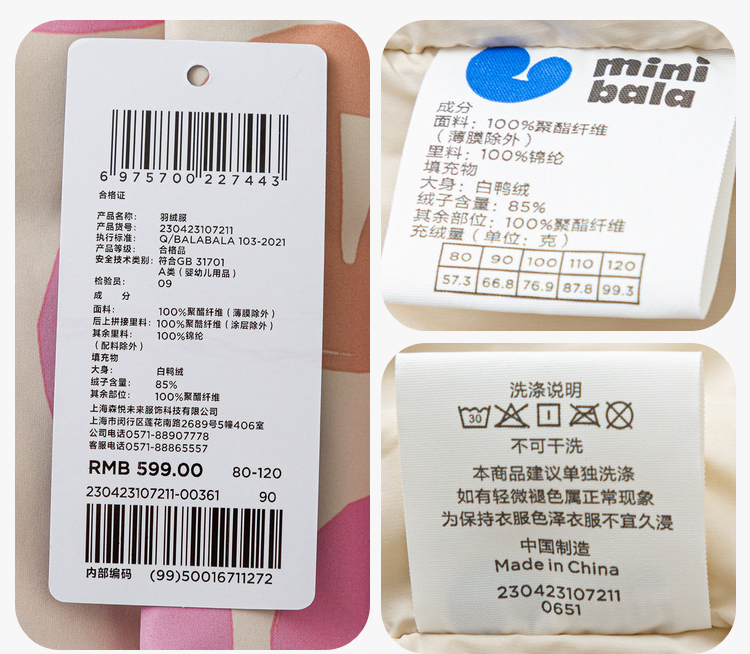 6 975700 227443
合格证
产品名称: 羽绒服
产品货号: 230423107211
执行标准: Q/BALABALA 103-2021
产品等级: 合格品
安全技术类别: 符合GB 31701
A类 (婴幼儿用品)
检验员: 09
成 分
面料: 100%聚酯纤维 (薄膜除外)
后上拼接里料: 100%聚酯纤维 (涂层除外)
其余里料: 100%锦纶
(配料除外)
填充物
大身: 白鸭绒
绒子含量: 85%
其余部位: 100%聚酯纤维
上海森悦未来服饰科技有限公司
上海市闵行区莲花南路2689号5幢406室
公司电话0571-88907778
客服电话0571-88865557
RMB 599.00 80-120
230423107211-00361 90
内部编码 (99)50016711272
mini
bala
成分
面料: 100%聚酯纤维
(薄膜除外)
里料: 100%锦纶
填充物
大身: 白鸭绒
绒子含量: 85%
其余部位: 100%聚酯纤维
充绒量 (单位: 克)
80 90 100 110 120
57.3 66.8 76.9 87.8 99.3
洗涤说明
30
不可干洗
本商品建议单独洗涤
如有轻微褪色属正常现象
为保持衣服色泽衣服不宜久浸
中国制造
Made in China
230423107211
0651